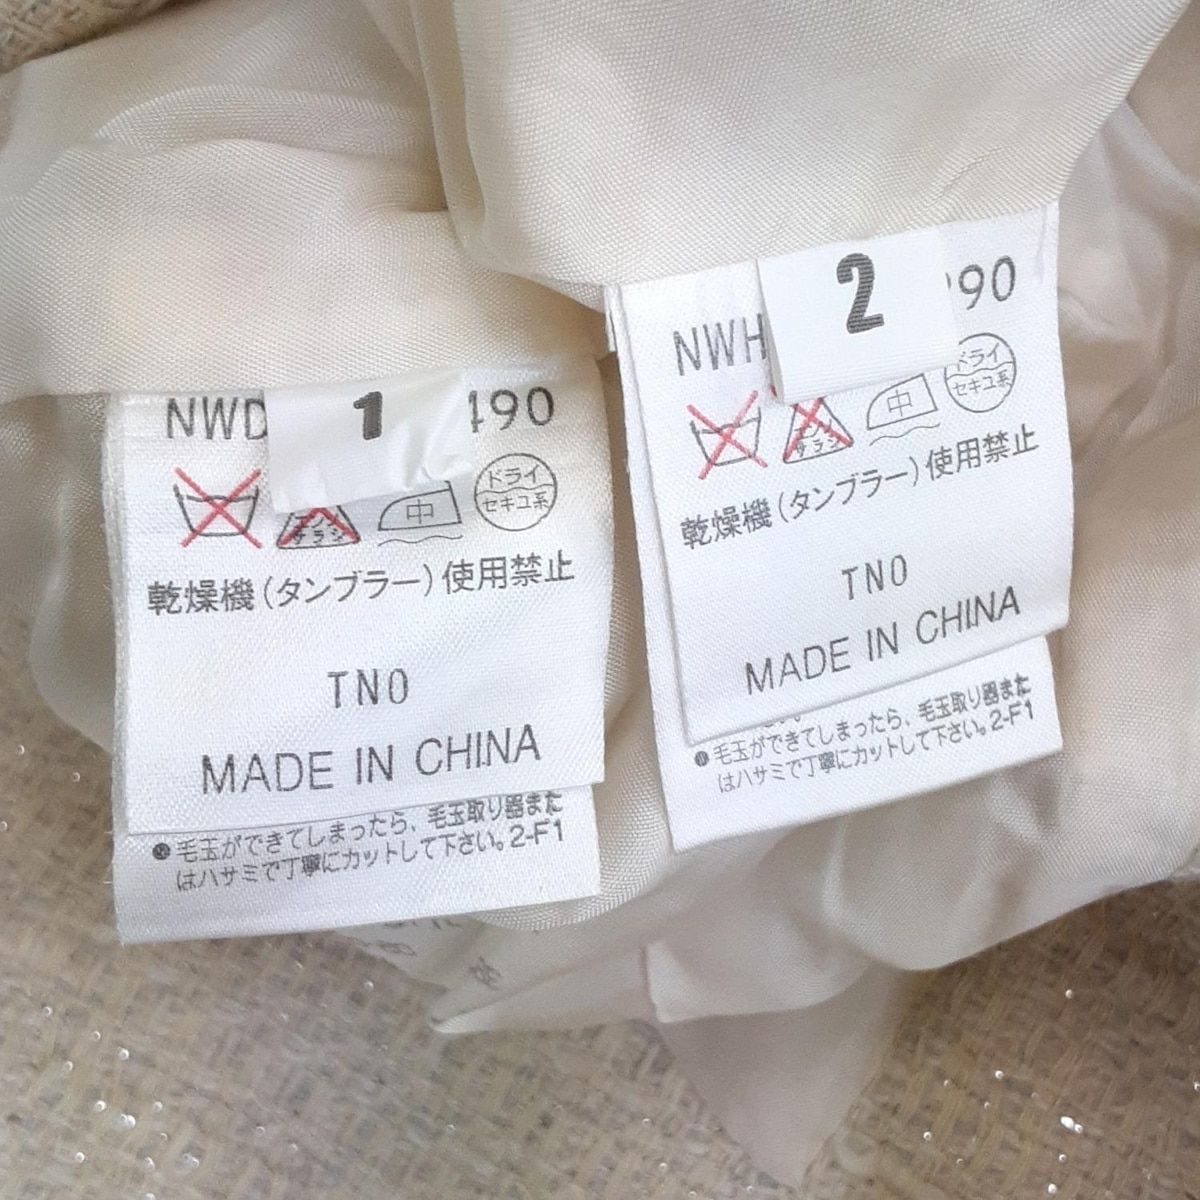 NWD
1
490
中
ドライ
セキユ系
サラシ
乾燥機(タンブラー)使用禁止
TNO
MADE IN CHINA
●毛玉ができてしまったら、毛玉取り器また
はハサミで丁寧にカットして下さい。2-F1
NWH
2
90
中
ドライ
セキユ系
サラシ
乾燥機(タンブラー)使用禁止
TNO
MADE IN CHINA
●毛玉ができてしまったら、毛玉取り器また
はハサミで丁寧にカットして下さい。2-F1